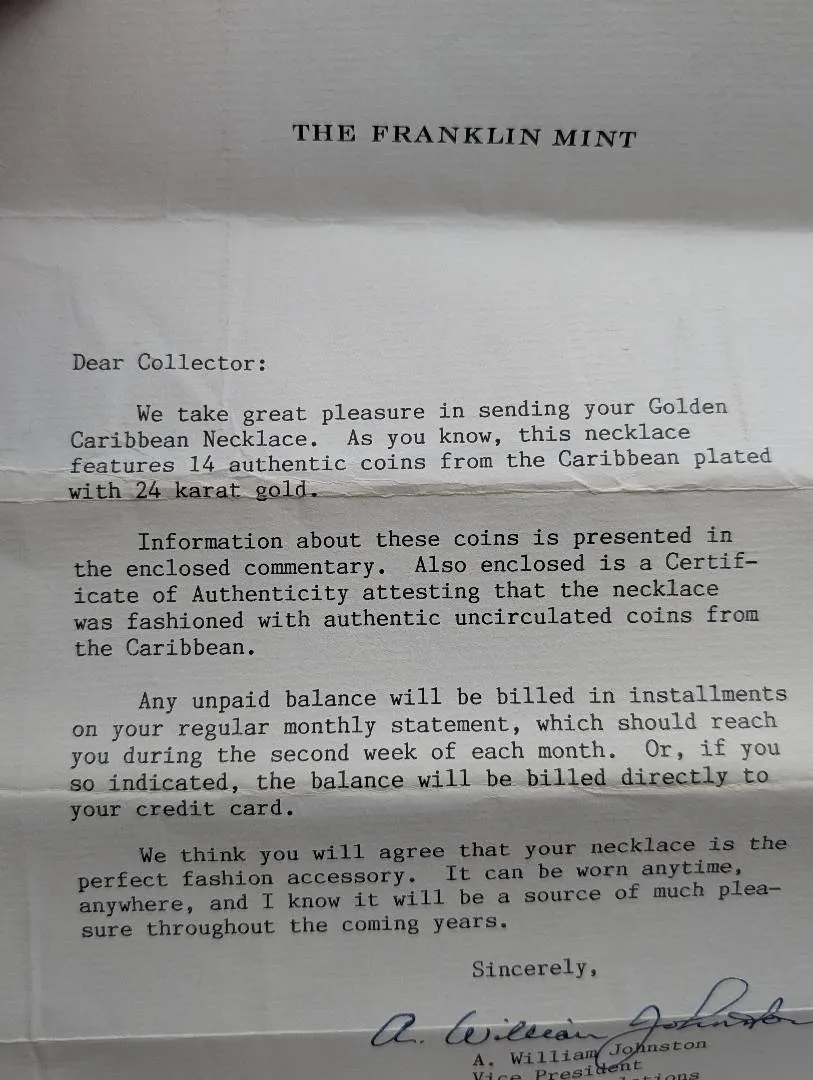 THE FRANKLIN MINT
Dear Collector:
We take great pleasure in sending your Golden
Caribbean Necklace. As you know, this necklace
features 14 authentic coins from the Caribbean plated
with 24 karat gold.
Information about these coins is presented in
the enclosed commentary. Also enclosed is a Certif-
icate of Authenticity attesting that the necklace
was fashioned with authentic uncirculated coins from
the Caribbean.
Any unpaid balance will be billed in installments
on your regular monthly statement, which should reach
you during the second week of each month. Or, if you
so indicated, the balance will be billed directly to
your credit card.
We think you will agree that your necklace is the
perfect fashion accessory. It can be worn anytime,
anywhere, and I know it will be a source of much plea-
sure throughout the coming years.
Sincerely,
A. William Johnston
A. William Johnston
Vice President